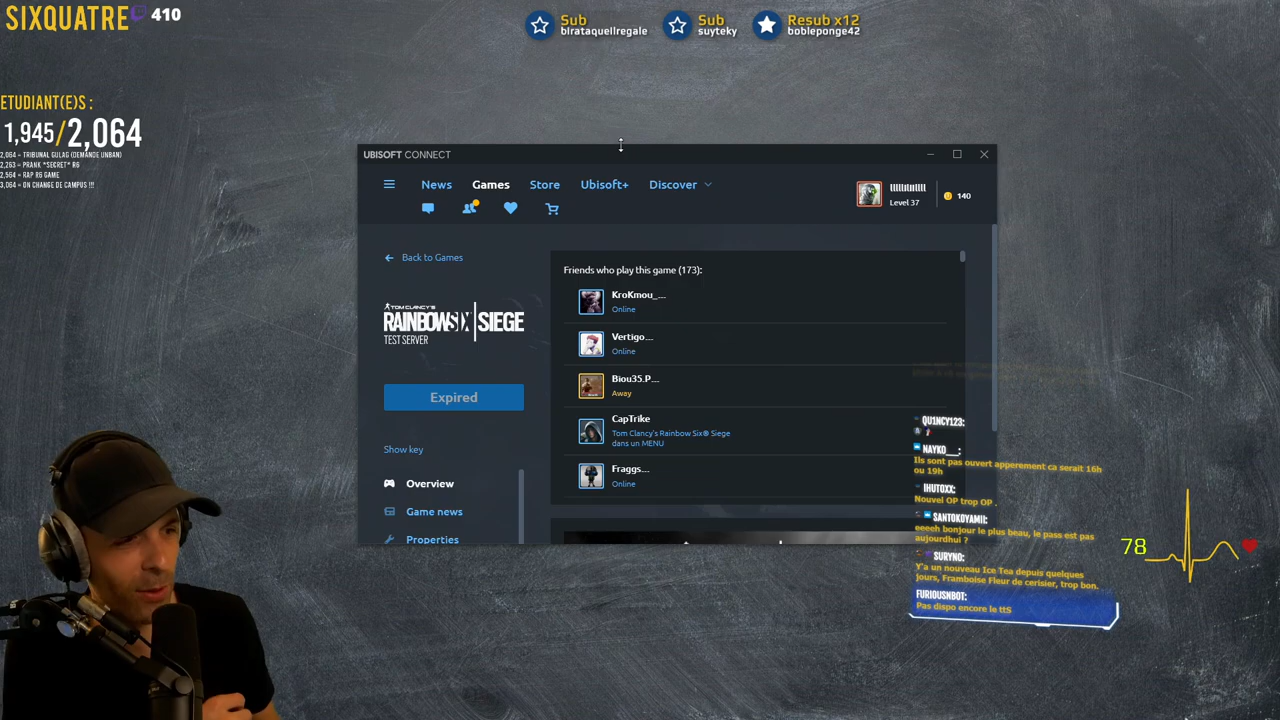 SIXQUATRE 410
Sub
birataquellregale
Sub
suyteky
Resub x12
bobleponge42
ETUDIANT(E)S :
1,945/2,064
2,064 = TRIBUNAL GULAG (DEMANDE UNBAN)
2,263 = PRANK *SECRET* R6
2,564 = RAP R6 GAME
3,064 = ON CHANGE DE CAMPUS !!!
UBISOFT CONNECT
News Games Store Ubisoft+ Discover
Level 37
140
Back to Games
TOM CLANCY'S
RAINBOW SIX | SIEGE
TEST SERVER
Expired
Show key
Overview
Game news
Properties
Friends who play this game (173):
KroKmou_...
Online
Vertigo...
Online
Biou35.P...
Away
CapTrike
Tom Clancy's Rainbow Six® Siege
dans un MENU
Fraggs...
Online
QU1NCY123:
NAYKO__:
Ils sont pas ouvert apperement ca serait 16h
ou 19h
IHUTOXX:
Nouvel OP trop OP .
SANTOKOYAMII:
eeeeh bonjour le plus beau, le pass est pas
aujourdhui ?
SURYNO:
Y'a un nouveau Ice Tea depuis quelques
jours, Framboise Fleur de cerisier, trop bon.
FURIOUSNBOT:
Pas dispo encore le ttS
78